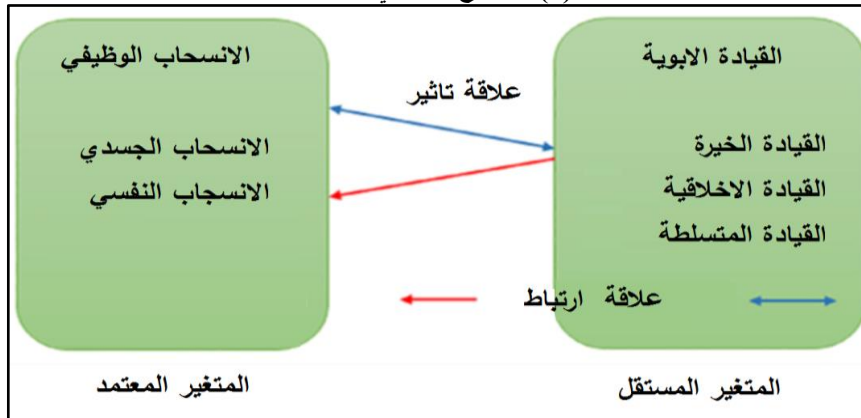 القيادة الابوية
القيادة الخيرة
القيادة الاخلاقية
القيادة المتسلطة
علاقة تاثير
الانسحاب الوظيفي
الانسحاب الجسدي
الانسجاب النفسي
علاقة ارتباط
المتغير المستقل
المتغير المعتمد